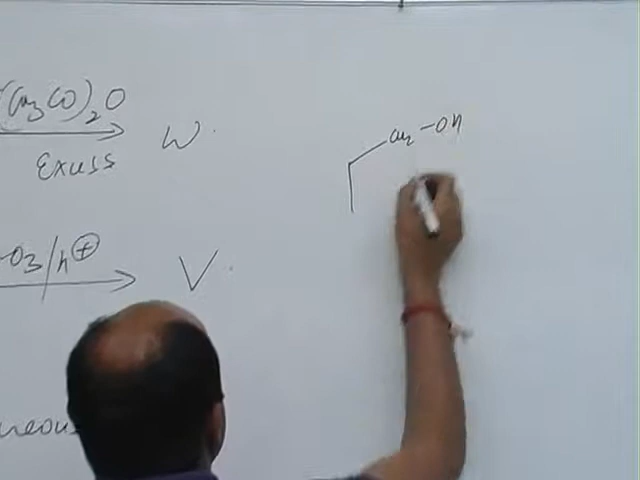 (CH3CO)2O
Excess
W.
CH2-OH
O3/H⊕
V.
neous